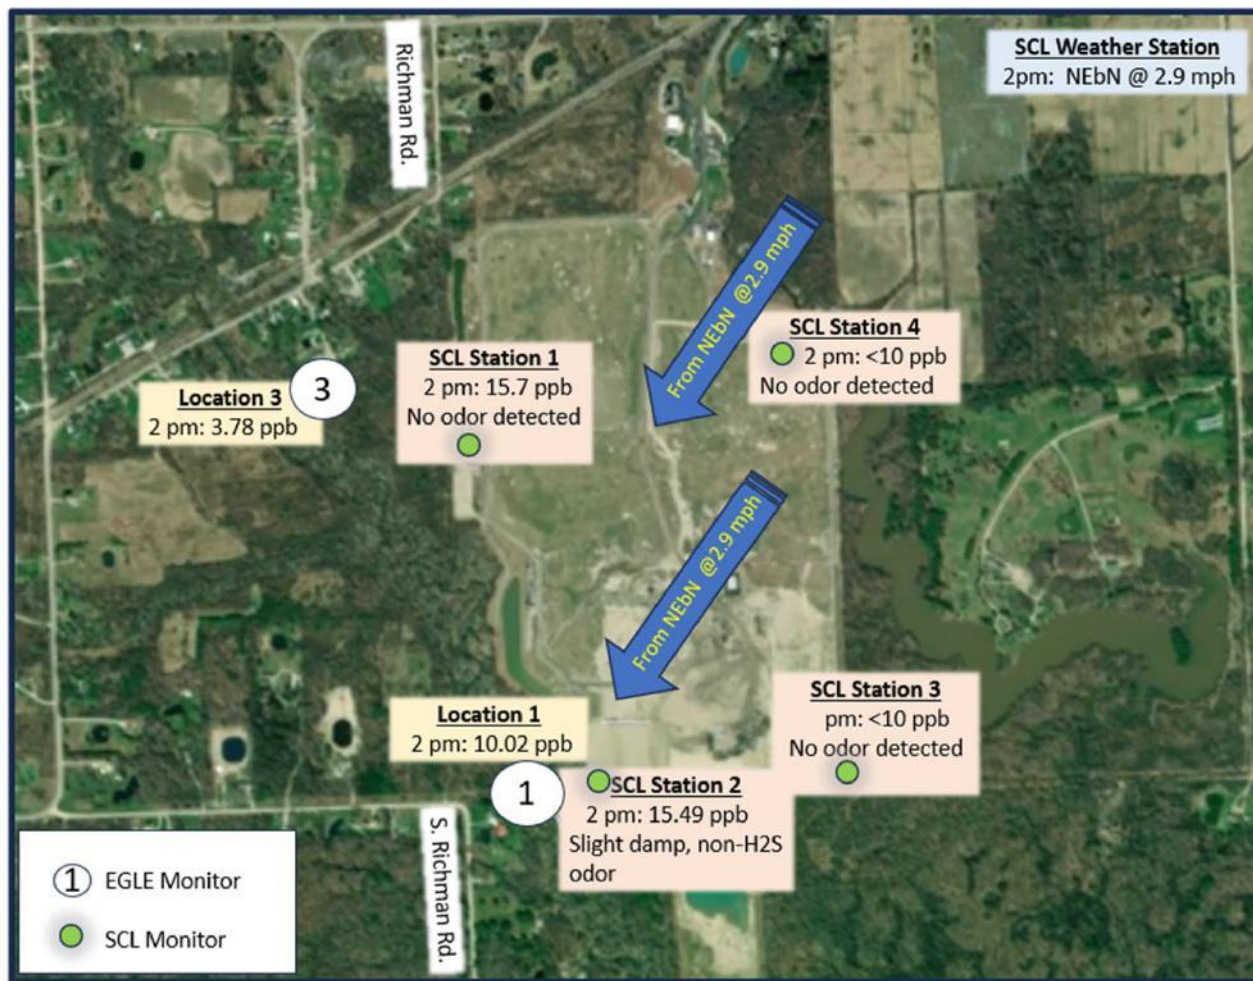 Richman Rd.
SCL Weather Station
2pm: NEbN @ 2.9 mph
From NEbN @2.9 mph
SCL Station 4
2 pm: <10 ppb
No odor detected
SCL Station 1
2 pm: 15.7 ppb
No odor detected
3
Location 3
2 pm: 3.78 ppb
From NEbN @2.9 mph
SCL Station 3
pm: <10 ppb
No odor detected
Location 1
2 pm: 10.02 ppb
1
SCL Station 2
2 pm: 15.49 ppb
Slight damp, non-H2S
odor
S. Richman Rd.
1 EGLE Monitor
SCL Monitor